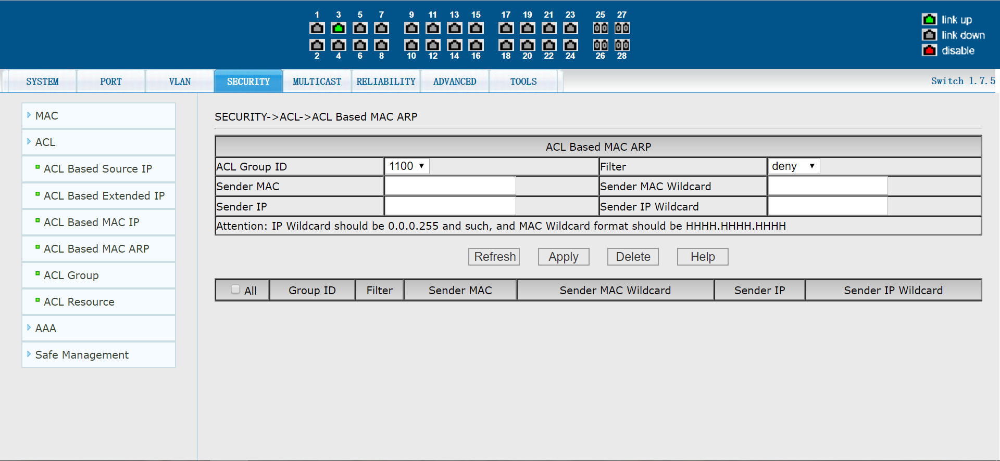 1 3 5 7 9 11 13 15 17 19 21 23 25 27
2 4 6 8 10 12 14 16 18 20 22 24 26 28
link up
link down
disable
SYSTEM PORT VLAN SECURITY MULTICAST RELIABILITY ADVANCED TOOLS Switch 1.7.5
MAC
ACL
ACL Based Source IP
ACL Based Extended IP
ACL Based MAC IP
ACL Based MAC ARP
ACL Group
ACL Resource
AAA
Safe Management
SECURITY->ACL->ACL Based MAC ARP
ACL Based MAC ARP
ACL Group ID 1100 Filter deny
Sender MAC Sender MAC Wildcard
Sender IP Sender IP Wildcard
Attention: IP Wildcard should be 0.0.0.255 and such, and MAC Wildcard format should be HHHH.HHHH.HHHH
Refresh Apply Delete Help
All Group ID Filter Sender MAC Sender MAC Wildcard Sender IP Sender IP Wildcard